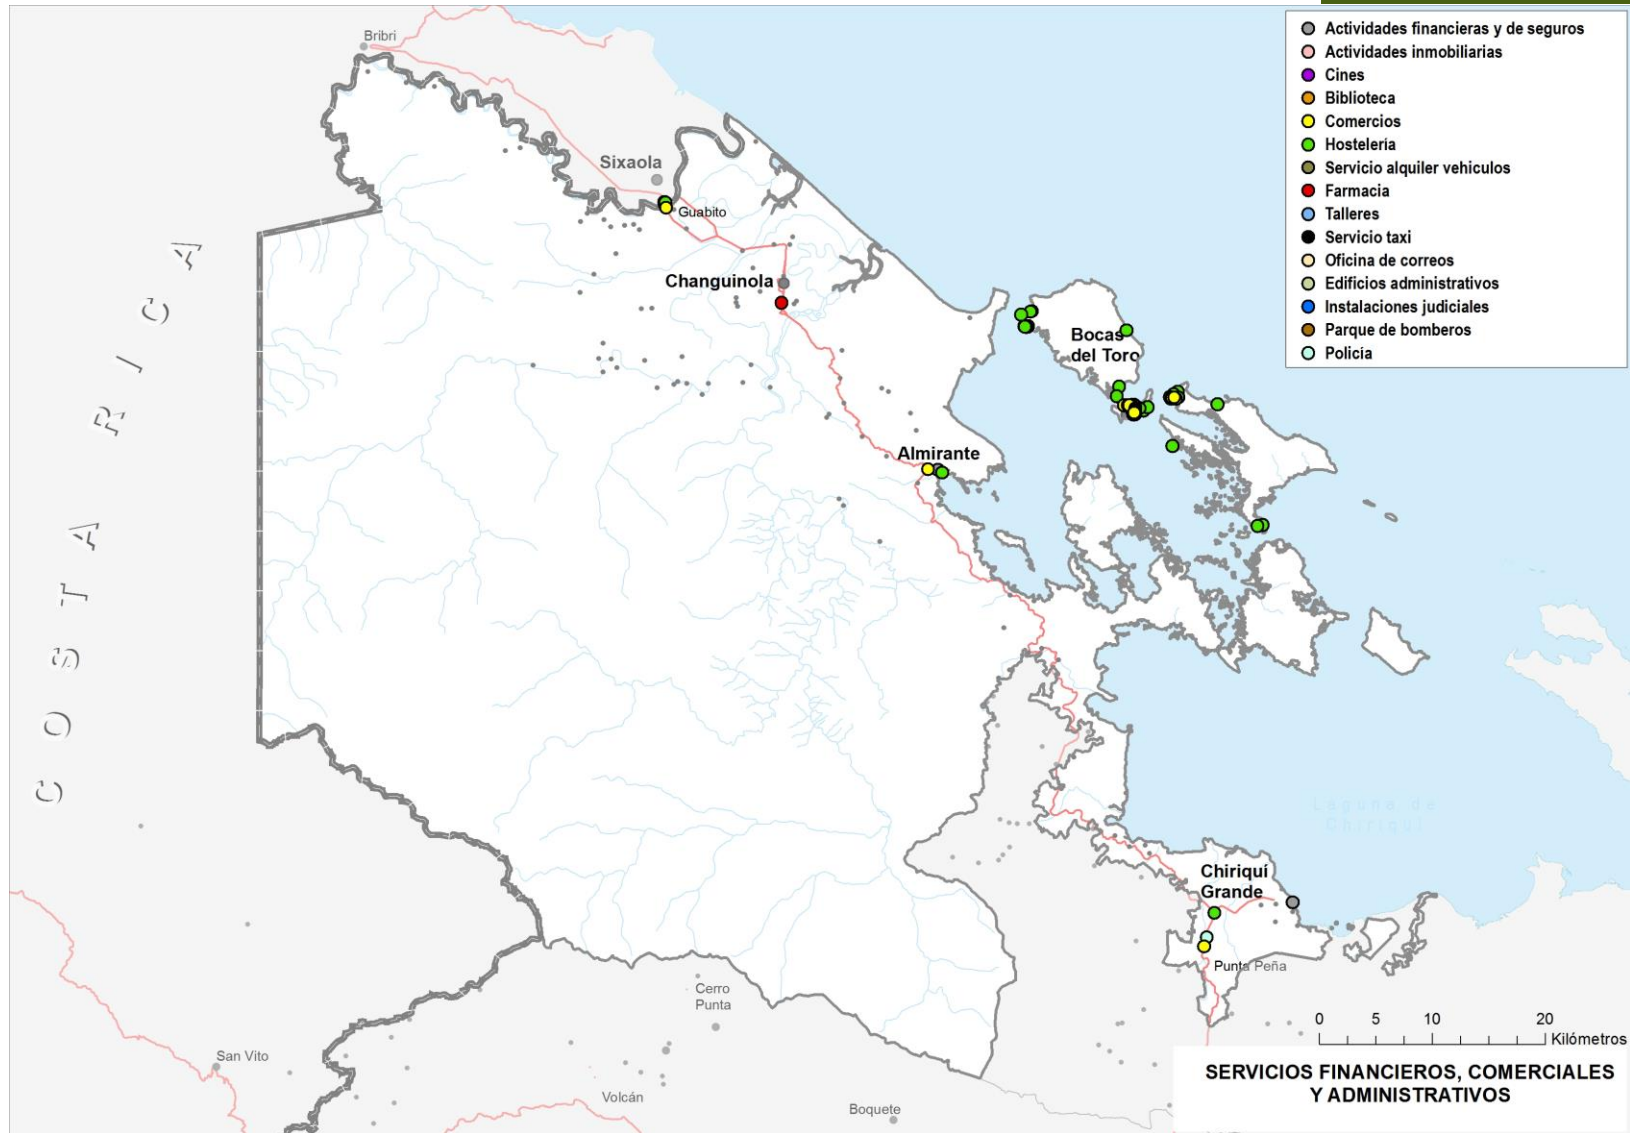 Actividades financieras y de seguros
Actividades inmobiliarias
Cines
Biblioteca
Comercios
Hostelería
Servicio alquiler vehiculos
Farmacia
Talleres
Servicio taxi
Oficina de correos
Edificios administrativos
Instalaciones judiciales
Parque de bomberos
Policía
Bribri
Sixaola
Guabito
Changuinola
COSTA RICA
Bocas
del Toro
Almirante
Laguna de
Chiriquí
Chiriquí
Grande
Punta Peña
Cerro
Punta
San Vito
Volcán
Boquete
0 5 10 20
Kilómetros
SERVICIOS FINANCIEROS, COMERCIALES
Y ADMINISTRATIVOS